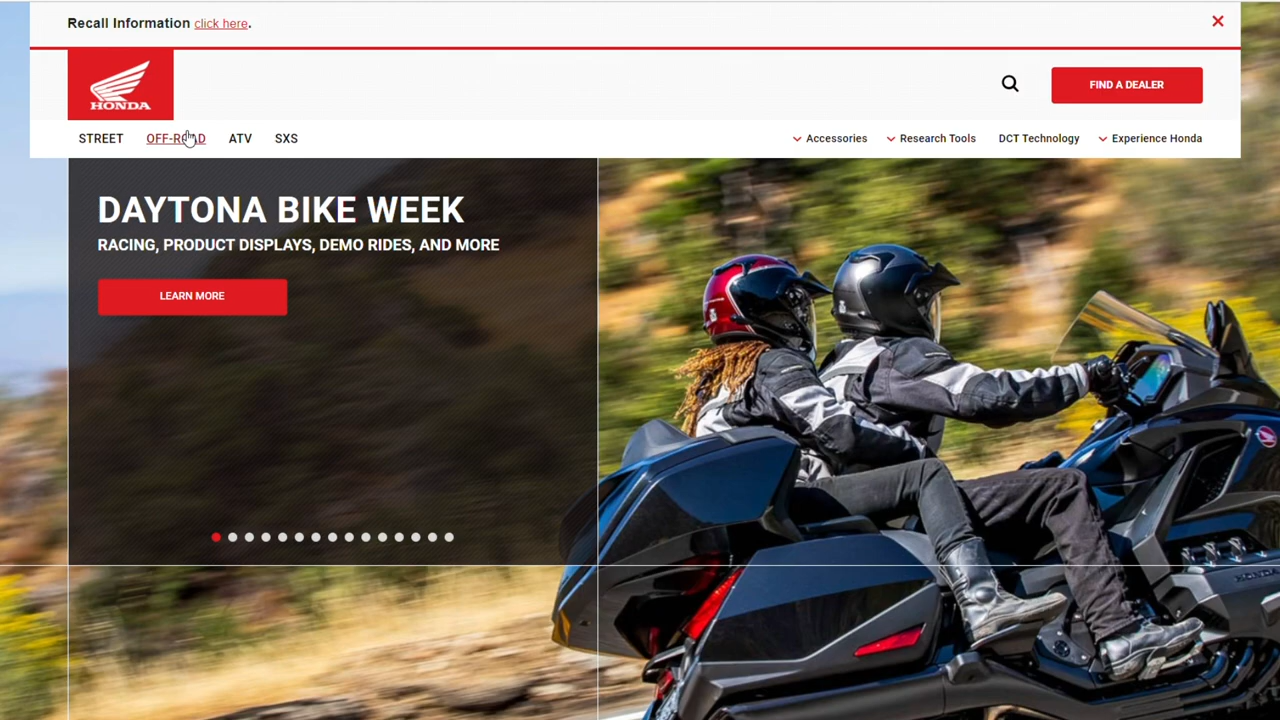 Recall Information click here.
HONDA
FIND A DEALER
STREET OFF-ROAD ATV SXS Accessories Research Tools DCT Technology Experience Honda
DAYTONA BIKE WEEK
RACING, PRODUCT DISPLAYS, DEMO RIDES, AND MORE
LEARN MORE
HONDA